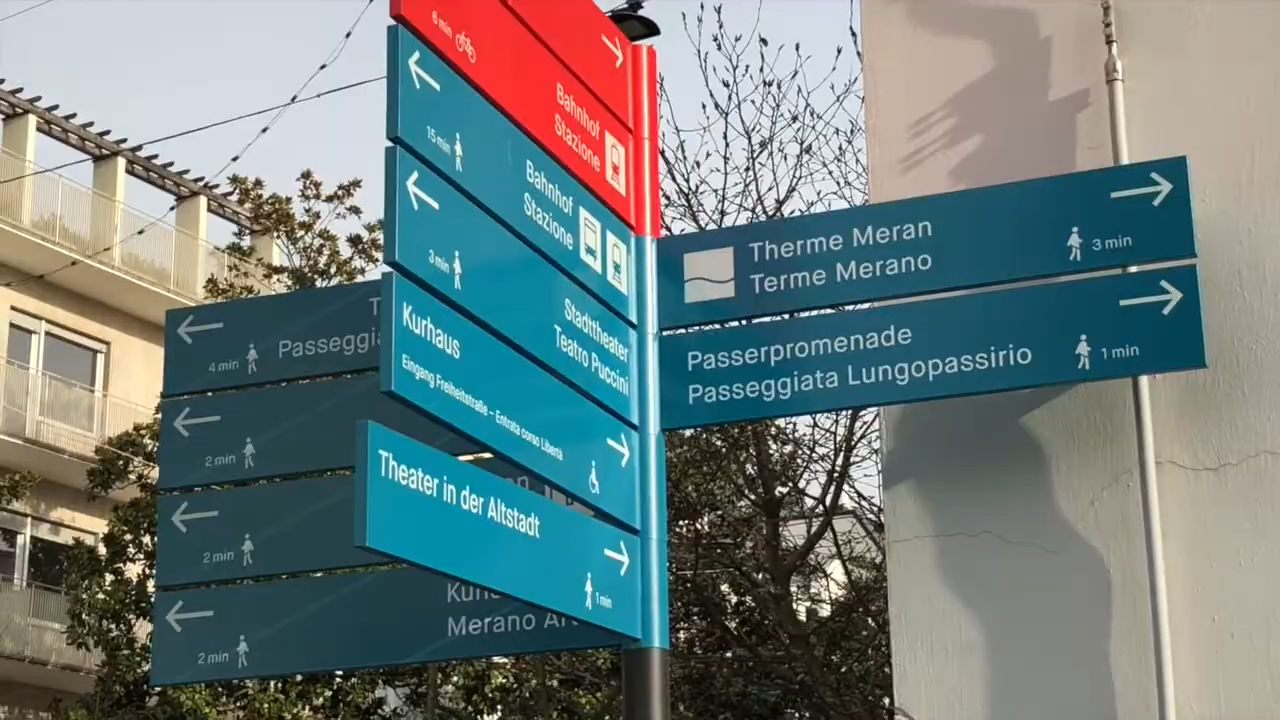 6 min
Bahnhof
Stazione
15 min
Bahnhof
Stazione
3 min
Stadttheater
Teatro Puccini
Kurhaus
Eingang Freiheitstraße – Entrata corso Libertà
Theater in der Altstadt
1 min
Therme Meran
Terme Merano
3 min
Passerpromenade
Passeggiata Lungopassirio
1 min
4 min
2 min
2 min
2 min
Merano